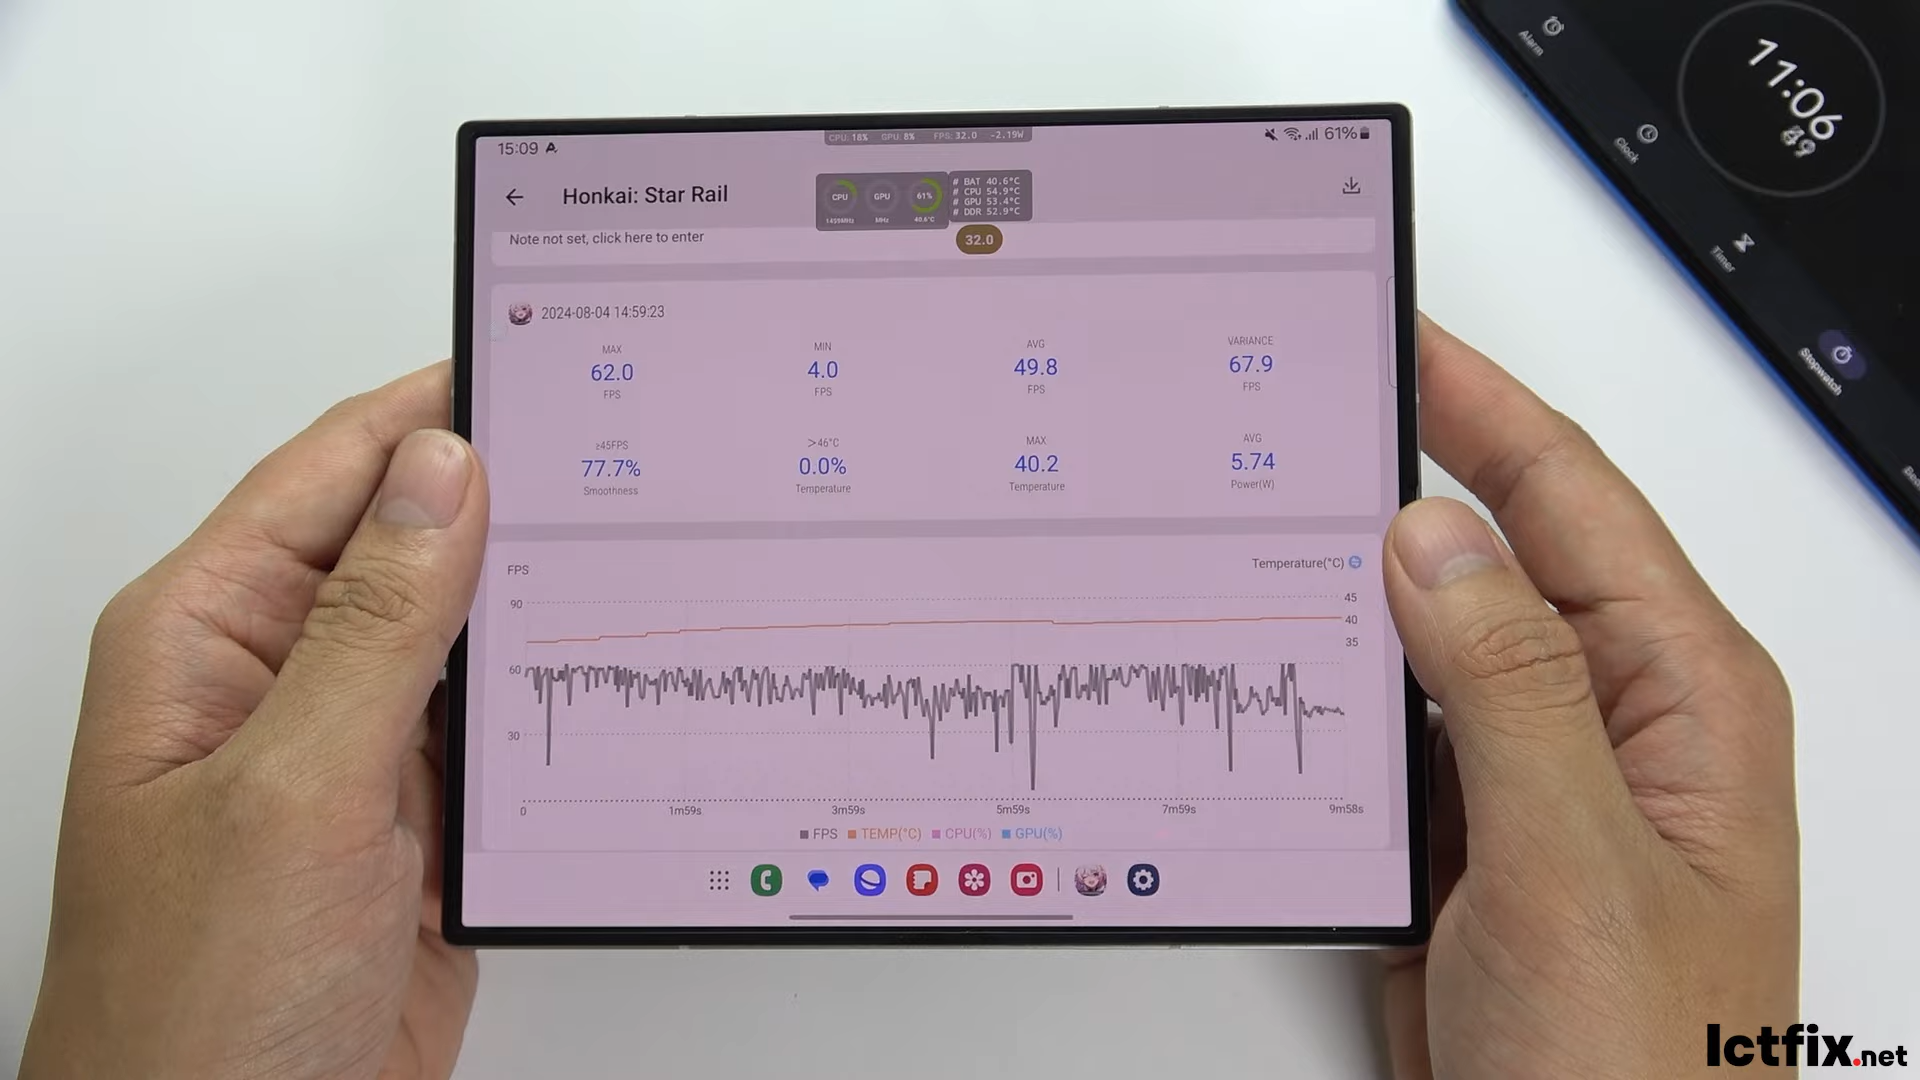 CPU: 18% GPU: 8% FPS: 32.0 -2.19W
15:09
61%
Honkai: Star Rail
CPU
GPU
61%
MHz
40.6°C
# BAT 40.6°C
# CPU 54.9°C
# GPU 53.4°C
# DDR 52.9°C
Note not set, click here to enter
32.0
2024-08-04 14:59:23
MAX
62.0
FPS
MIN
4.0
FPS
AVG
49.8
FPS
VARIANCE
67.9
FPS
≥45FPS
77.7%
Smoothness
>46°C
0.0%
Temperature
MAX
40.2
Temperature
AVG
5.74
Power(W)
FPS
Temperature(°C)
90
60
30
45
40
35
0 1m59s 3m59s 5m59s 7m59s 9m58s
FPS TEMP(°C) CPU(%) GPU(%)
Alarm
Clock
Timer
Stopwatch
11:06
49
Ictfix.net